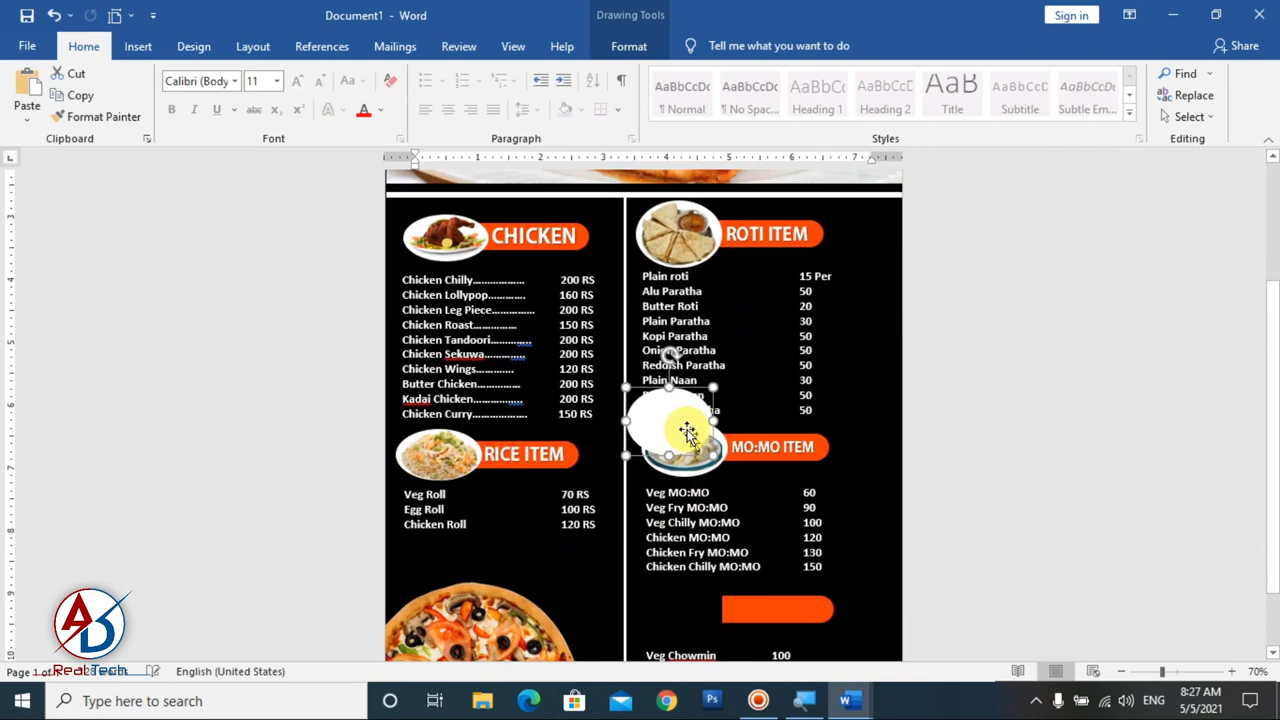 Document1 - Word
Drawing Tools
Sign in
File
Home
Insert
Design
Layout
References
Mailings
Review
View
Help
Format
Tell me what you want to do
Share
Paste
Cut
Copy
Format Painter
Clipboard
Calibri (Body
11
Font
Paragraph
AaBbCcDc
¶ Normal
AaBbCcDc
¶ No Spac...
AaBbCc
Heading 1
AaBbCcD
Heading 2
AaB
Title
AaBbCcD
Subtitle
AaBbCcDc
Subtle Em...
Styles
Find
Replace
Select
Editing
CHICKEN
Chicken Chilly.................. 200 RS
Chicken Lollypop............. 160 RS
Chicken Leg Piece............... 200 RS
Chicken Roast............... 150 RS
Chicken Tandoori............... 200 RS
Chicken Sekuwa............... 200 RS
Chicken Wings............. 120 RS
Butter Chicken............... 200 RS
Kadai Chicken.................. 200 RS
Chicken Curry................... 150 RS
RICE ITEM
Veg Roll 70 RS
Egg Roll 100 RS
Chicken Roll 120 RS
ROTI ITEM
Plain roti 15 Per
Alu Paratha 50
Butter Roti 20
Plain Paratha 30
Kopi Paratha 50
Onion Paratha 50
Reddish Paratha 50
Plain Naan 30
50
50
MO:MO ITEM
Veg MO:MO 60
Veg Fry MO:MO 90
Veg Chilly MO:MO 100
Chicken MO:MO 120
Chicken Fry MO:MO 130
Chicken Chilly MO:MO 150
Veg Chowmin 100
AD
RealTech
Page 1 of
English (United States)
70%
Type here to search
Ps
ENG
8:27 AM
5/5/2021